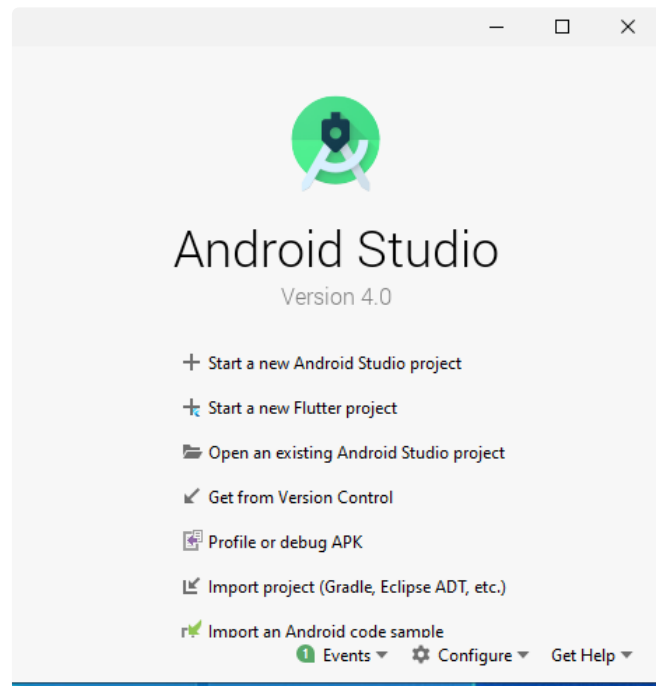 Android Studio
Version 4.0
Start a new Android Studio project
Start a new Flutter project
Open an existing Android Studio project
Get from Version Control
Profile or debug APK
Import project (Gradle, Eclipse ADT, etc.)
Import an Android code sample
1 Events Configure Get Help